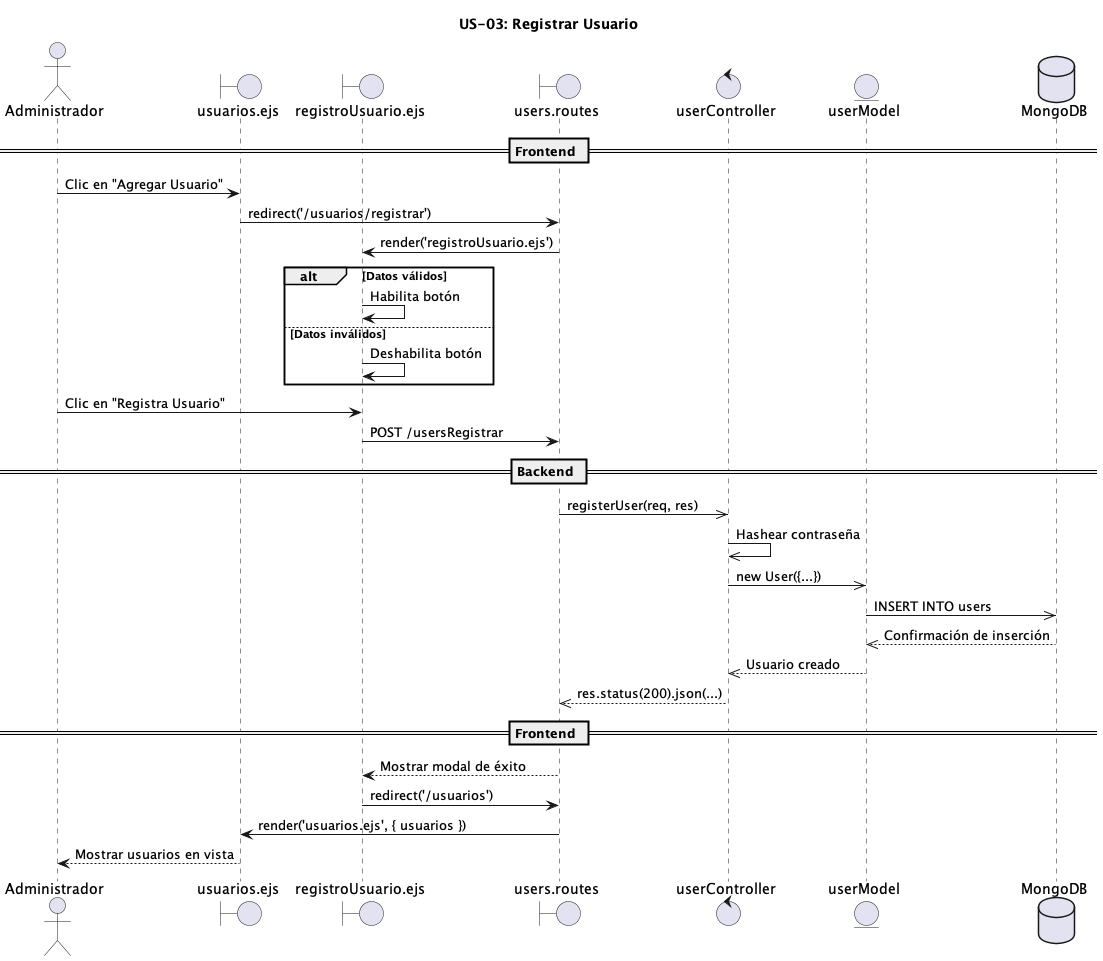 US-03: Registrar Usuario
Administrador
usuarios.ejs
registroUsuario.ejs
users.routes
userController
userModel
MongoDB
Frontend
Clic en "Agregar Usuario"
redirect('/usuarios/registrar')
render('registroUsuario.ejs')
alt
[Datos válidos]
Habilita botón
[Datos inválidos]
Deshabilita botón
Clic en "Registra Usuario"
POST /usersRegistrar
Backend
registerUser(req, res)
Hashear contraseña
new User({...})
INSERT INTO users
Confirmación de inserción
Usuario creado
res.status(200).json(...)
Frontend
Mostrar modal de éxito
redirect('/usuarios')
render('usuarios.ejs', { usuarios })
Mostrar usuarios en vista
Administrador
usuarios.ejs
registroUsuario.ejs
users.routes
userController
userModel
MongoDB